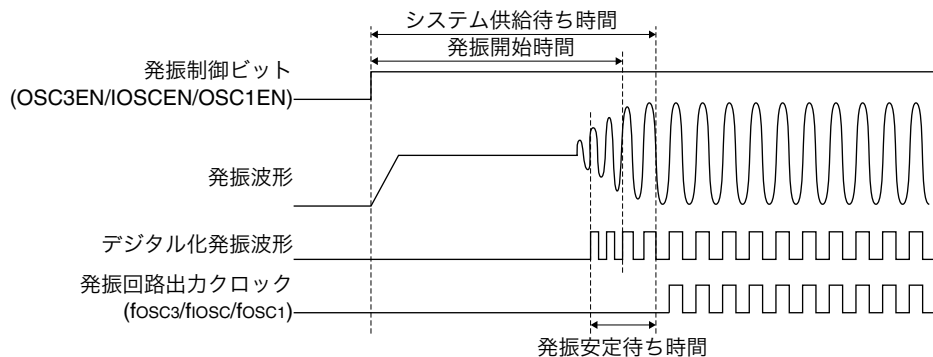 システム供給待ち時間
発振開始時間
発振制御ビット
(OSC3EN/IOSCEN/OSC1EN)
発振波形
デジタル化発振波形
発振回路出力クロック
(fOSC3/fIOSC/fOSC1)
発振安定待ち時間